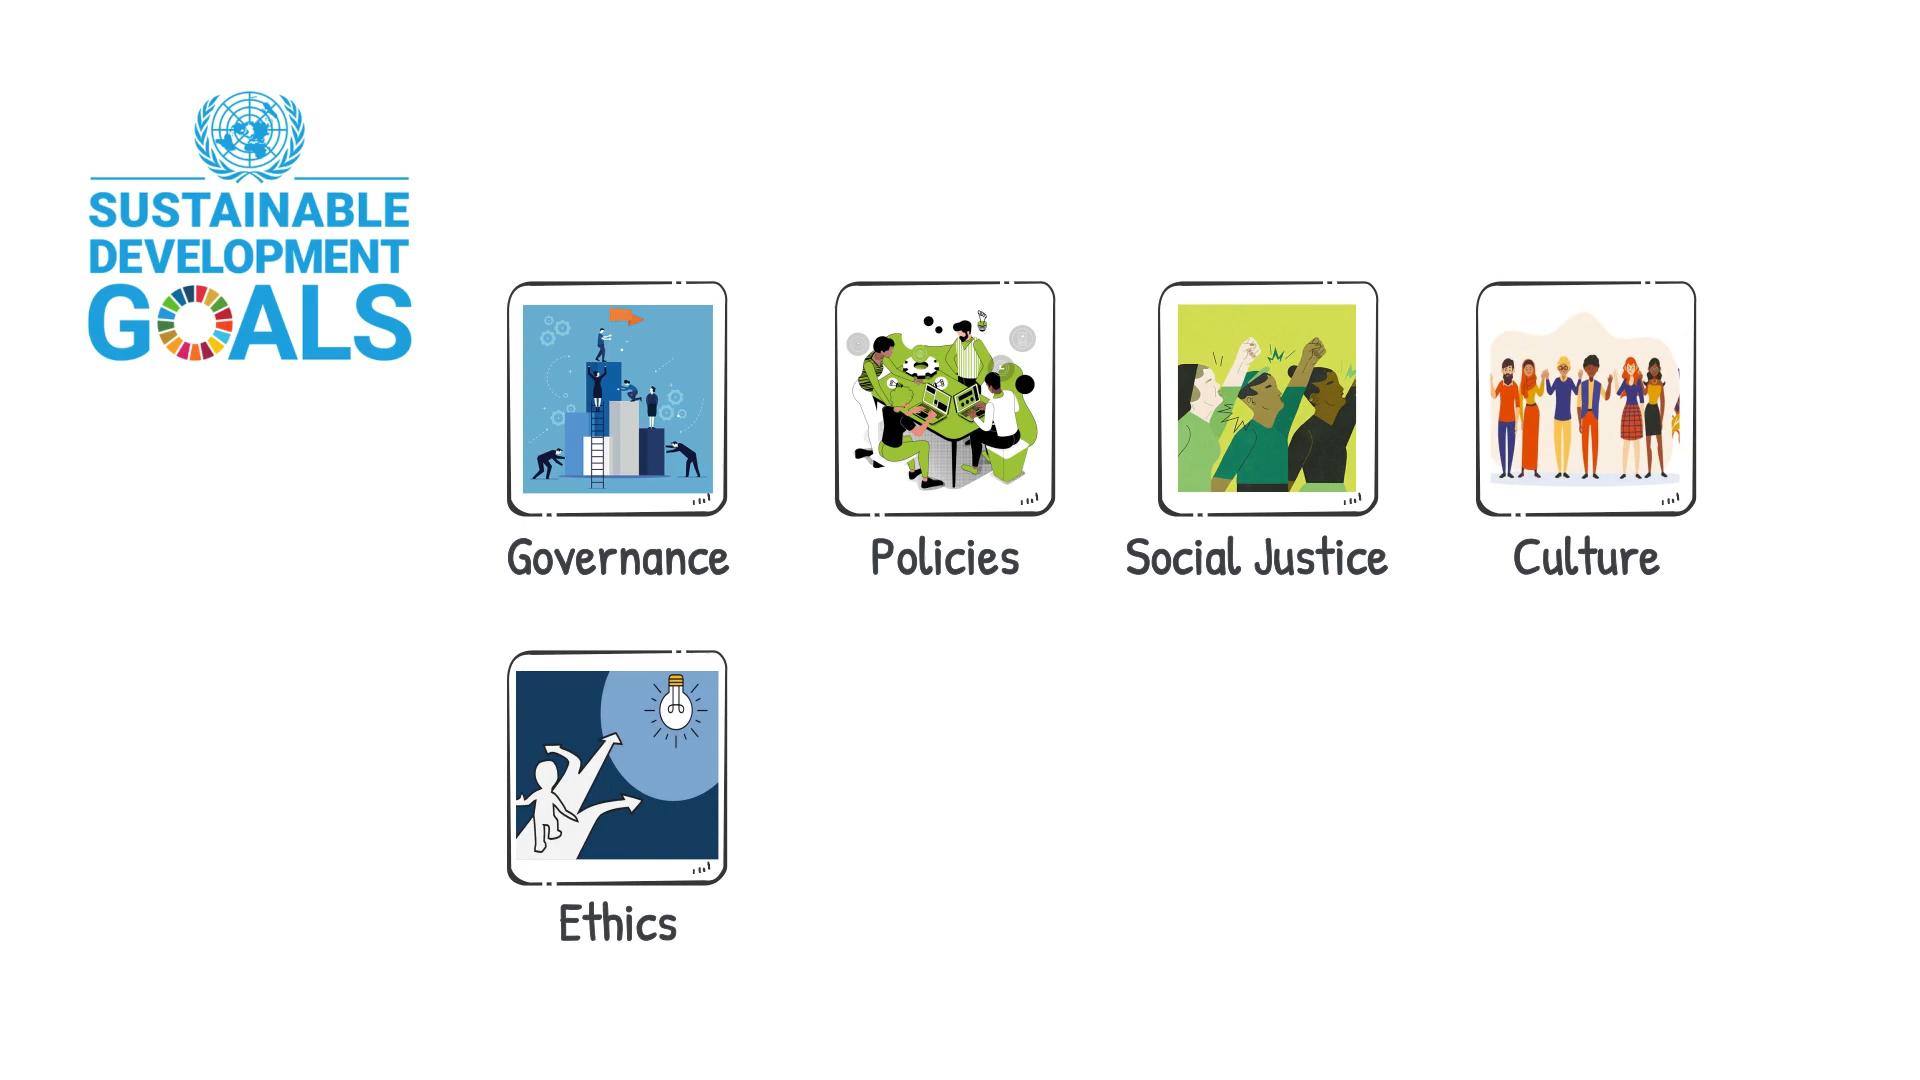 SUSTAINABLE
DEVELOPMENT
GOALS
Governance
Policies
Social Justice
Culture
Ethics